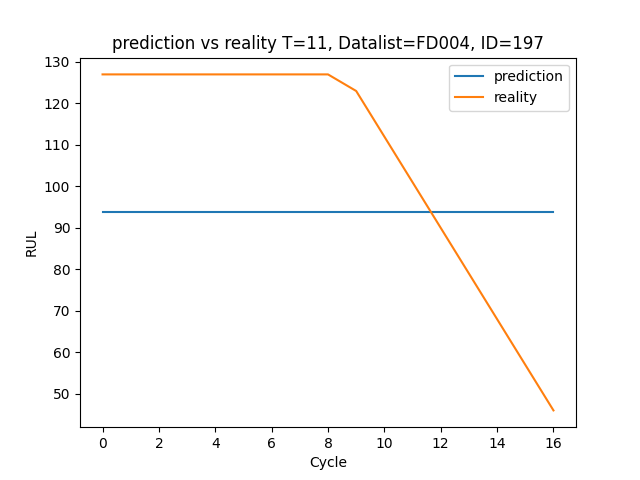 prediction vs reality T=11, Datalist=FD004, ID=197
prediction
reality
130
120
110
100
90
80
70
60
50
RUL
0 2 4 6 8 10 12 14 16
Cycle